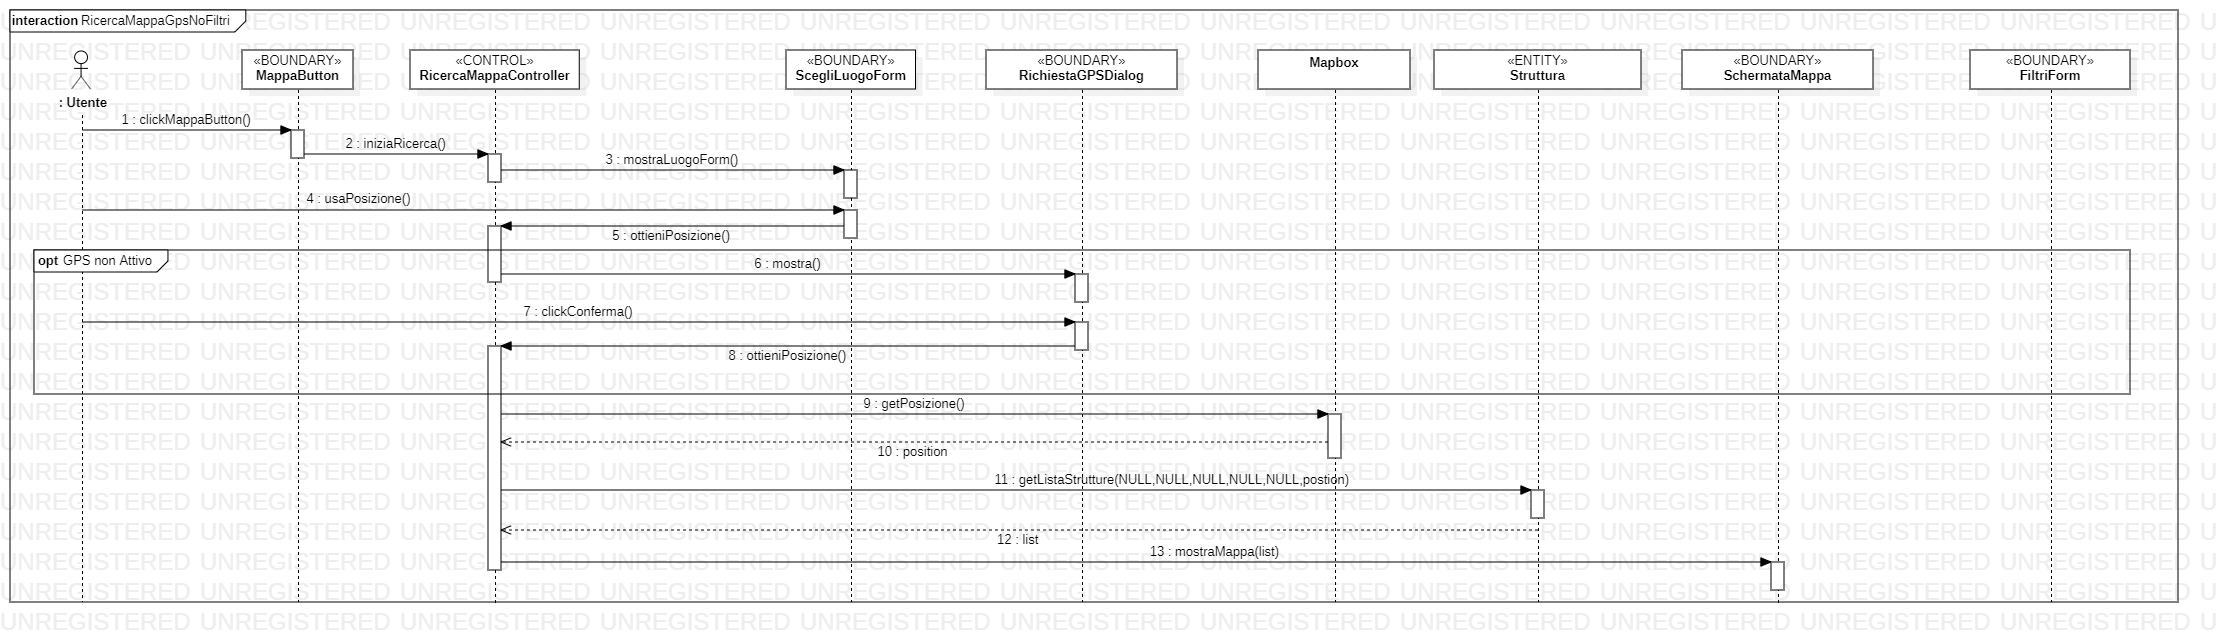 interaction RicercaMappaGpsNoFiltri
: Utente
«BOUNDARY»
MappaButton
«CONTROL»
RicercaMappaController
«BOUNDARY»
ScegliLuogoForm
«BOUNDARY»
RichiestaGPSDialog
Mapbox
«ENTITY»
Struttura
«BOUNDARY»
SchermataMappa
«BOUNDARY»
FiltriForm
1 : clickMappaButton()
2 : iniziaRicerca()
3 : mostraLuogoForm()
4 : usaPosizione()
5 : ottieniPosizione()
opt GPS non Attivo
6 : mostra()
7 : clickConferma()
8 : ottieniPosizione()
9 : getPosizione()
10 : position
11 : getListaStrutture(NULL,NULL,NULL,NULL,NULL,postion)
12 : list
13 : mostraMappa(list)
UNREGISTERED